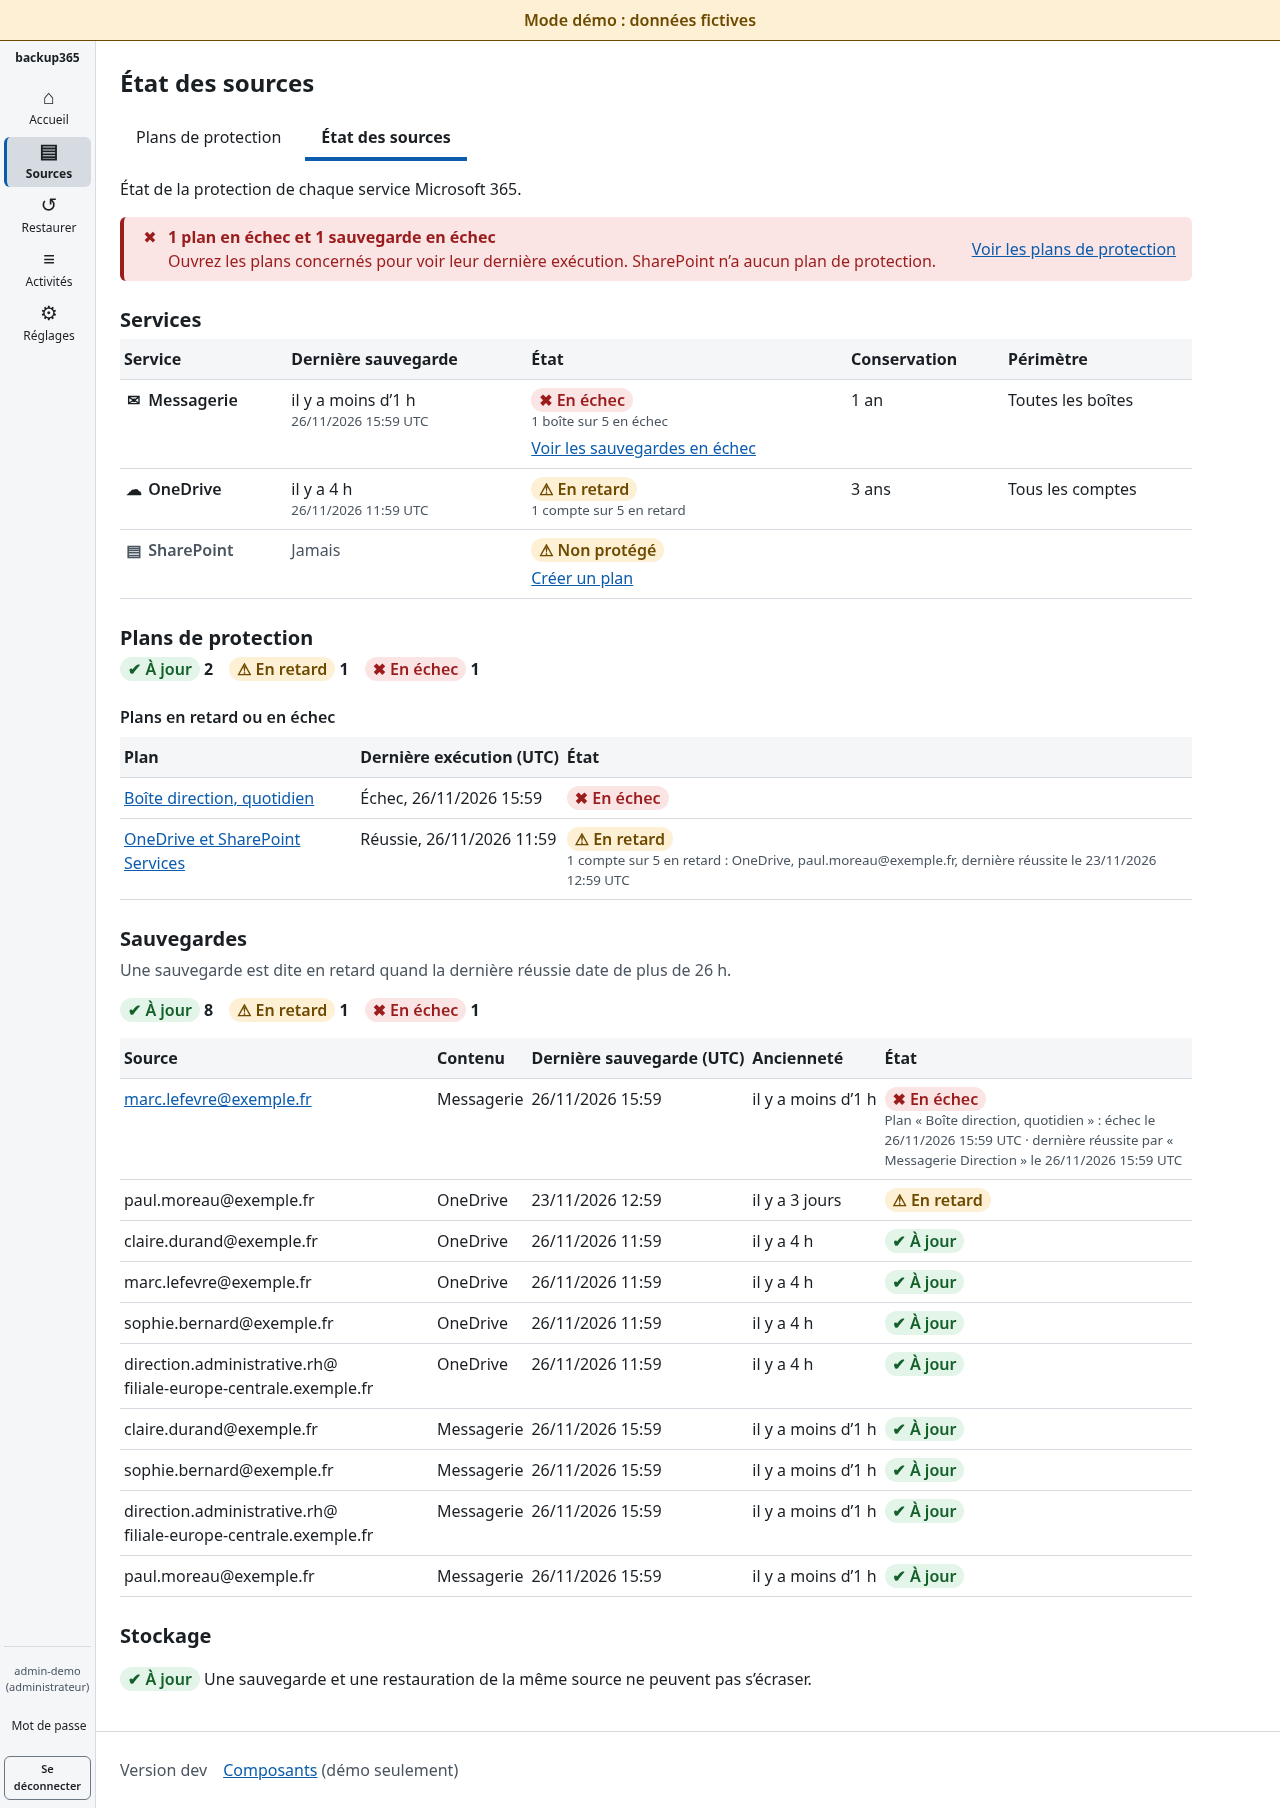 Mode démo : données fictives
backup365
Accueil
Sources
Restaurer
Activités
Réglages
admin-demo
(administrateur)
Mot de passe
Se
déconnecter
État des sources
Plans de protection État des sources
État de la protection de chaque service Microsoft 365.
1 plan en échec et 1 sauvegarde en échec
Ouvrez les plans concernés pour voir leur dernière exécution. SharePoint n’a aucun plan de protection.
Voir les plans de protection
Services
Service Dernière sauvegarde État Conservation Périmètre
Messagerie il y a moins d’1 h En échec 1 an Toutes les boîtes
26/11/2026 15:59 UTC 1 boîte sur 5 en échec
Voir les sauvegardes en échec
OneDrive il y a 4 h En retard 3 ans Tous les comptes
26/11/2026 11:59 UTC 1 compte sur 5 en retard
SharePoint Jamais Non protégé
Créer un plan
Plans de protection
À jour 2 En retard 1 En échec 1
Plans en retard ou en échec
Plan Dernière exécution (UTC) État
Boîte direction, quotidien Échec, 26/11/2026 15:59 En échec
OneDrive et SharePoint Réussie, 26/11/2026 11:59 En retard
Services
1 compte sur 5 en retard : OneDrive, paul.moreau@exemple.fr, dernière réussite le 23/11/2026
12:59 UTC
Sauvegardes
Une sauvegarde est dite en retard quand la dernière réussie date de plus de 26 h.
À jour 8 En retard 1 En échec 1
Source Contenu Dernière sauvegarde (UTC) Ancienneté État
marc.lefevre@exemple.fr Messagerie 26/11/2026 15:59 il y a moins d’1 h En échec
Plan « Boîte direction, quotidien » : échec le
26/11/2026 15:59 UTC · dernière réussite par «
Messagerie Direction » le 26/11/2026 15:59 UTC
paul.moreau@exemple.fr OneDrive 23/11/2026 12:59 il y a 3 jours En retard
claire.durand@exemple.fr OneDrive 26/11/2026 11:59 il y a 4 h À jour
marc.lefevre@exemple.fr OneDrive 26/11/2026 11:59 il y a 4 h À jour
sophie.bernard@exemple.fr OneDrive 26/11/2026 11:59 il y a 4 h À jour
direction.administrative.rh@ OneDrive 26/11/2026 11:59 il y a 4 h À jour
filiale-europe-centrale.exemple.fr
claire.durand@exemple.fr Messagerie 26/11/2026 15:59 il y a moins d’1 h À jour
sophie.bernard@exemple.fr Messagerie 26/11/2026 15:59 il y a moins d’1 h À jour
direction.administrative.rh@ Messagerie 26/11/2026 15:59 il y a moins d’1 h À jour
filiale-europe-centrale.exemple.fr
paul.moreau@exemple.fr Messagerie 26/11/2026 15:59 il y a moins d’1 h À jour
Stockage
À jour Une sauvegarde et une restauration de la même source ne peuvent pas s’écraser.
Version dev Composants (démo seulement)